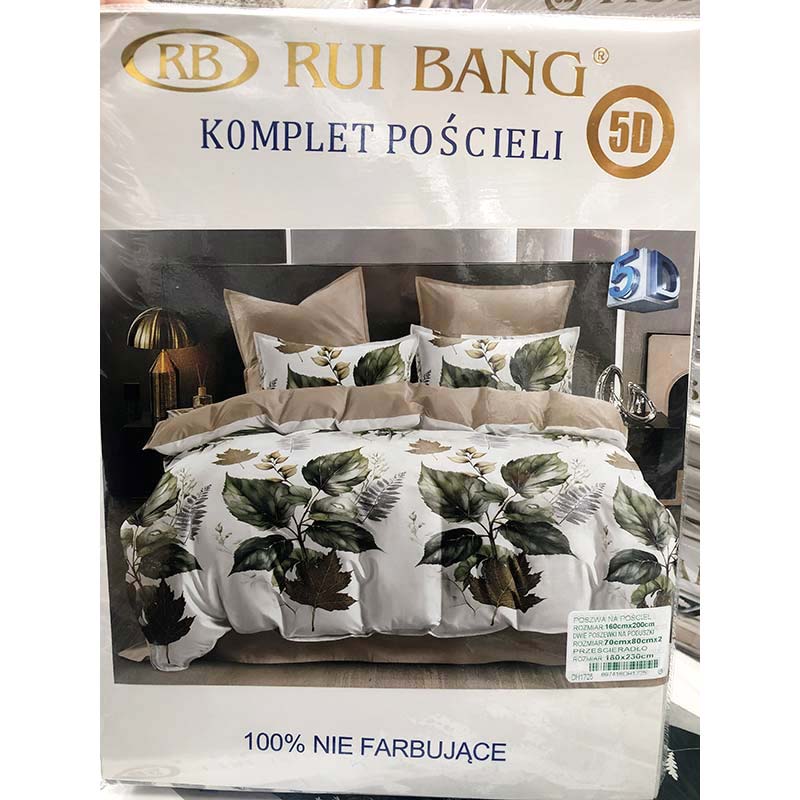 RB RUI BANG®
KOMPLET POŚCIELI
5D
5D
POSZWA NA POŚCIEL
ROZMIAR:160cmx200cm
DWIE POSZEWKI NA PODUSZKI
ROZMIAR:70cmx80cmx2
PRZEŚCIERADŁO
ROZMIAR:180x230cm
100% NIE FARBUJĄCE